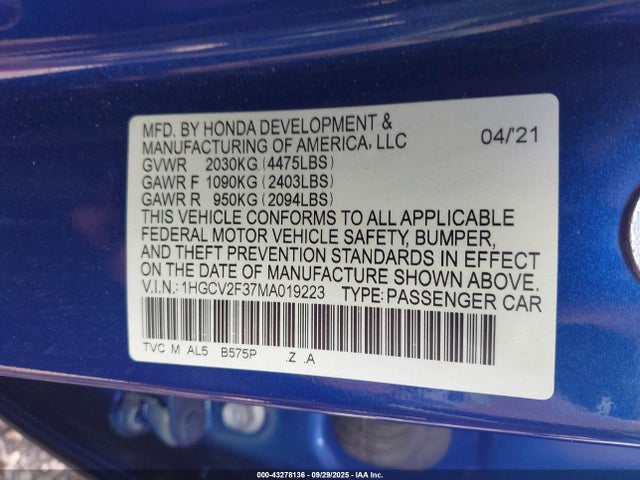 MFD. BY HONDA DEVELOPMENT &
MANUFACTURING OF AMERICA, LLC 04/'21
GVWR 2030KG (4475LBS)
GAWR F 1090KG (2403LBS)
GAWR R 950KG (2094LBS)
THIS VEHICLE CONFORMS TO ALL APPLICABLE
FEDERAL MOTOR VEHICLE SAFETY, BUMPER,
AND THEFT PREVENTION STANDARDS IN EFFECT
ON THE DATE OF MANUFACTURE SHOWN ABOVE.
V.I.N.: 1HGCV2F37MA019223 TYPE: PASSENGER CAR
TVC M AL5 B575P .Z .A
000-43278136 - 09/29/2025 - IAA Inc.